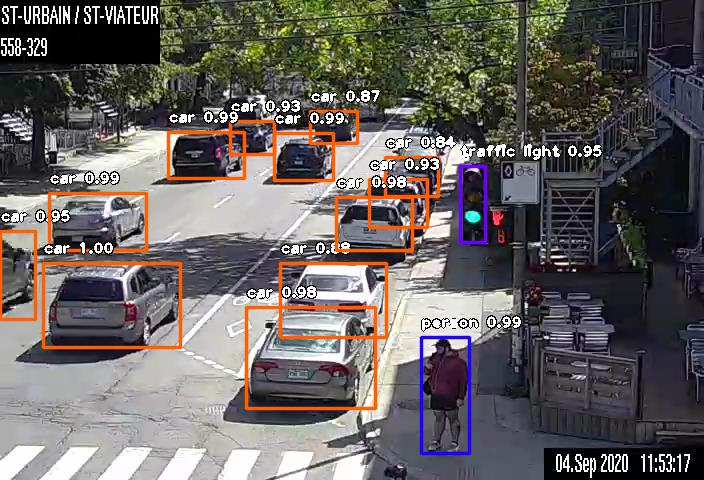 ST-URBAIN / ST-VIATEUR
558-329
car 0.87
car 0.93
car 0.99
car 0.99
car 0.84
traffic light 0.95
car 0.93
car 0.99
car 0.98
car 0.95
car 1.00
car 0.88
car 0.98
person 0.99
04.Sep 2020 11:53:17